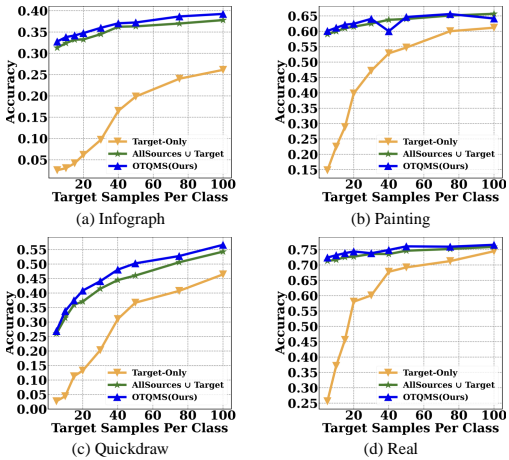 0.40
0.35
0.30
0.25
0.20
0.15
0.10
0.05
Accuracy
20 40 60 80 100
Target Samples Per Class
Target-Only
AllSources ∪ Target
OTQMS(Ours)
(a) Infograph
0.65
0.60
0.55
0.50
0.45
0.40
0.35
0.30
0.25
0.20
0.15
Accuracy
20 40 60 80 100
Target Samples Per Class
Target-Only
AllSources ∪ Target
OTQMS(Ours)
(b) Painting
0.55
0.50
0.45
0.40
0.35
0.30
0.25
0.20
0.15
0.10
0.05
0.00
Accuracy
20 40 60 80 100
Target Samples Per Class
Target-Only
AllSources ∪ Target
OTQMS(Ours)
(c) Quickdraw
0.75
0.70
0.65
0.60
0.55
0.50
0.45
0.40
0.35
0.30
0.25
Accuracy
20 40 60 80 100
Target Samples Per Class
Target-Only
AllSources ∪ Target
OTQMS(Ours)
(d) Real